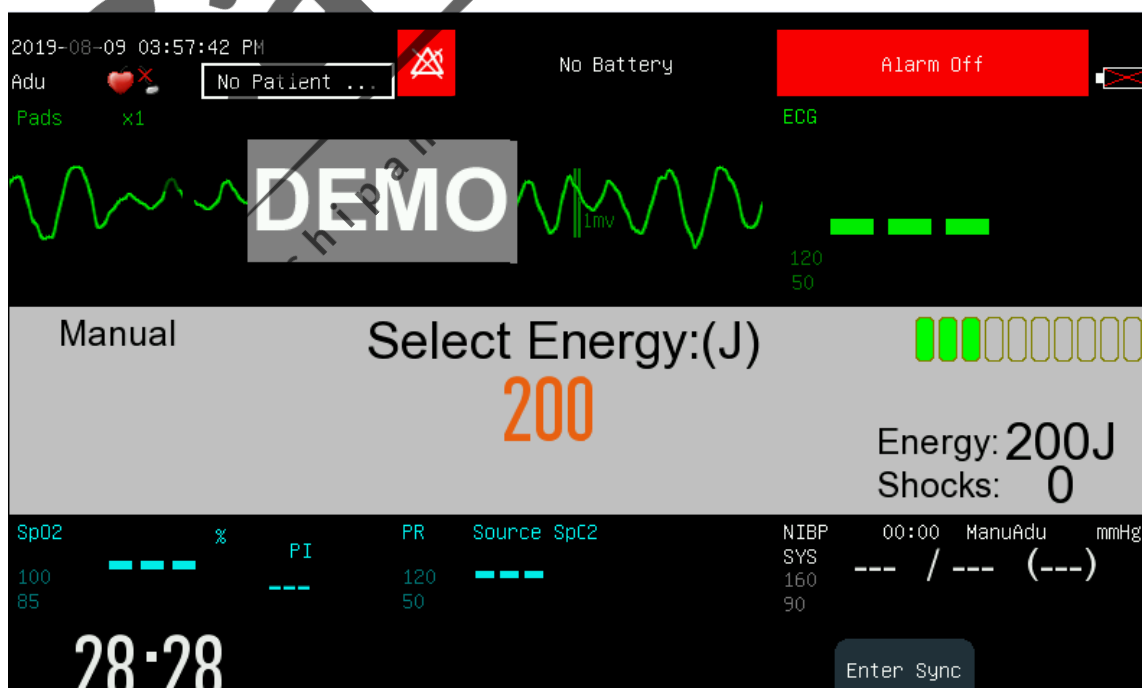 2019-08-09 03:57:42 PM
No Battery
Alarm Off
Adu
No Patient ...
Pads x1
ECG
DEMO
1mv
120
50
Manual
Select Energy:(J)
200
Energy: 200J
Shocks: 0
SpO2 %
PI
100
85
--- ---
PR Source SpC2
120
50
---
NIBP 00:00 ManuAdu mmHg
SYS
160
90
--- / --- (---)
28:28
Enter Sync